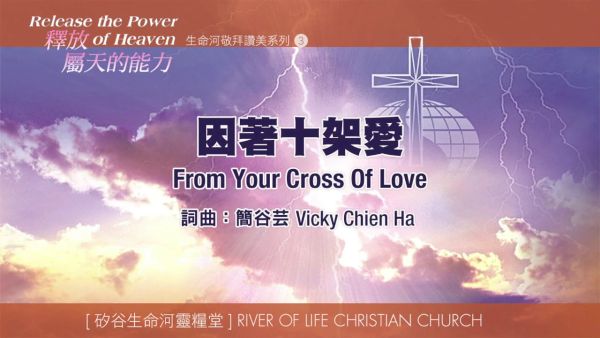 Release the Power
釋放 of Heaven 生命河敬拜讚美系列 3
屬天的能力
因著十架愛
From Your Cross Of Love
詞曲：簡谷芸 Vicky Chien Ha
[ 矽谷生命河靈糧堂 ] RIVER OF LIFE CHRISTIAN CHURCH